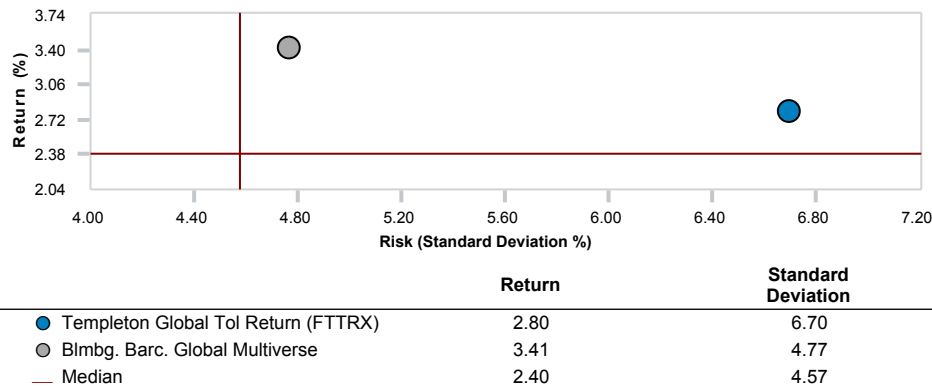 3.74
3.40
3.06
2.72
2.38
2.04
Return (%)
4.00 4.40 4.80 5.20 5.60 6.00 6.40 6.80 7.20
Risk (Standard Deviation %)
Return Standard Deviation
Templeton Global Tol Return (FTTRX) 2.80 6.70
Blmbg. Barc. Global Multiverse 3.41 4.77
Median 2.40 4.57